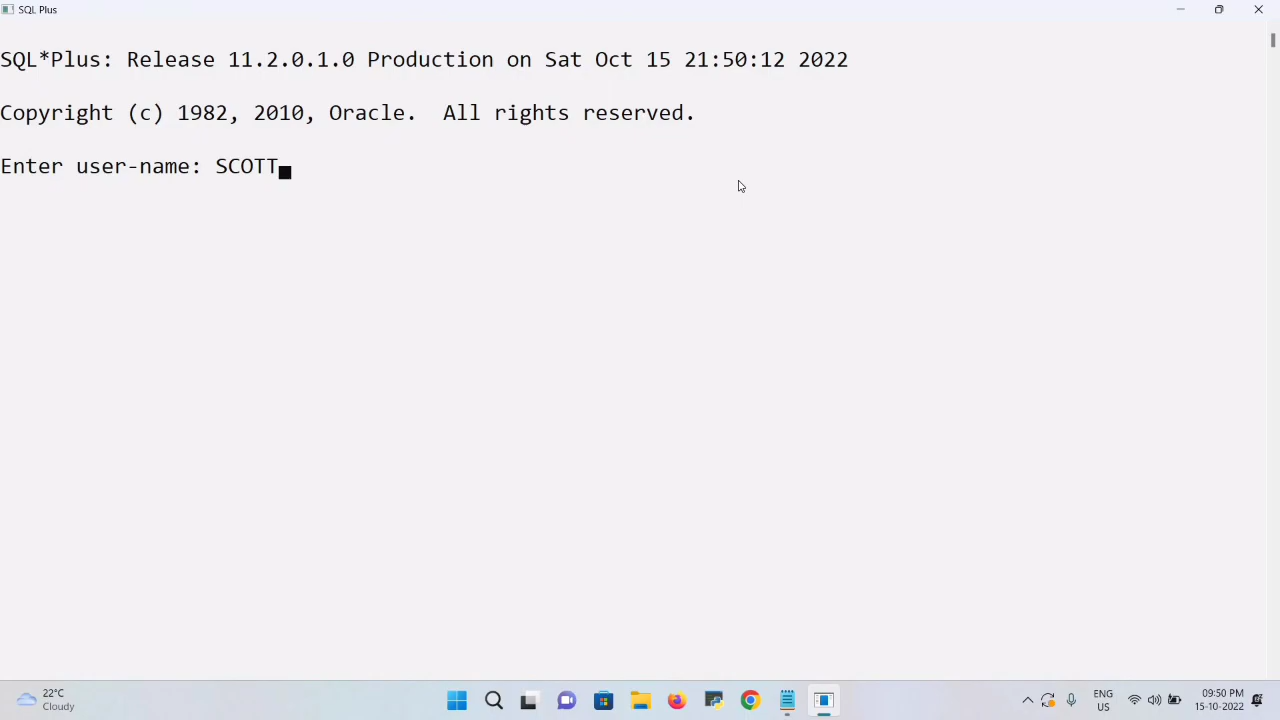 SQL Plus
SQL*Plus: Release 11.2.0.1.0 Production on Sat Oct 15 21:50:12 2022
Copyright (c) 1982, 2010, Oracle.  All rights reserved.
Enter user-name: SCOTT
22°C
Cloudy
ENG
US
09:50 PM
5-10-2022